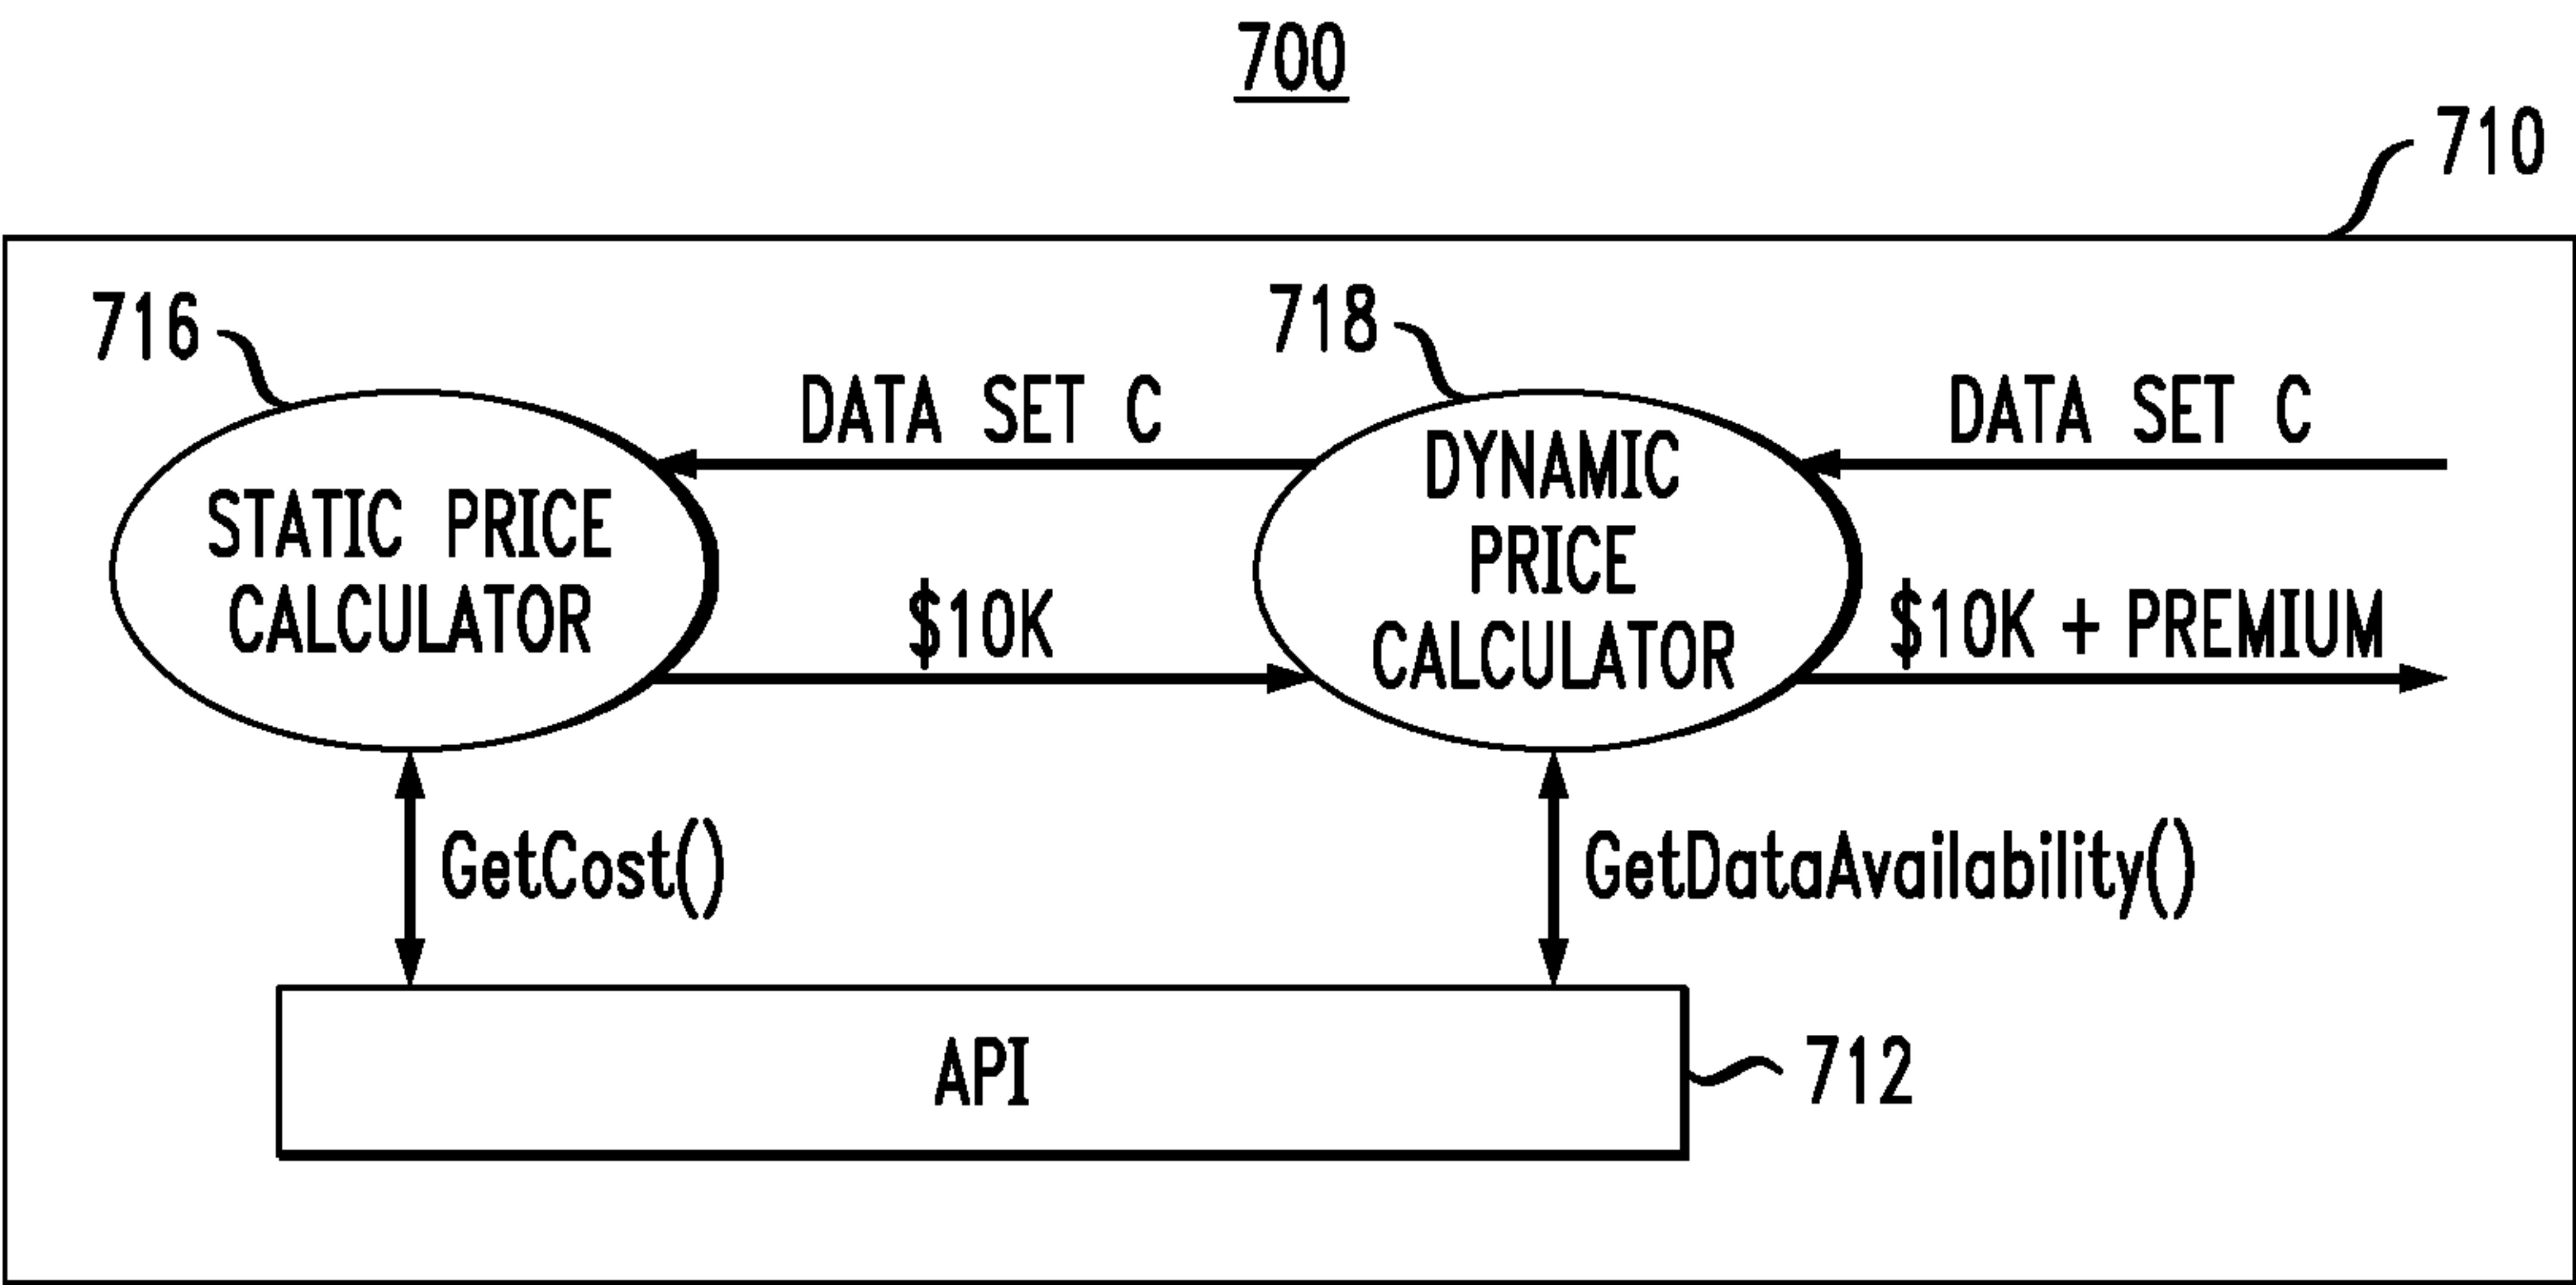 700
710
716
718
DATA SET C
DATA SET C
STATIC PRICE
CALCULATOR
DYNAMIC
PRICE
CALCULATOR
$10K
$10K + PREMIUM
GetCost()
GetDataAvailability()
API
712